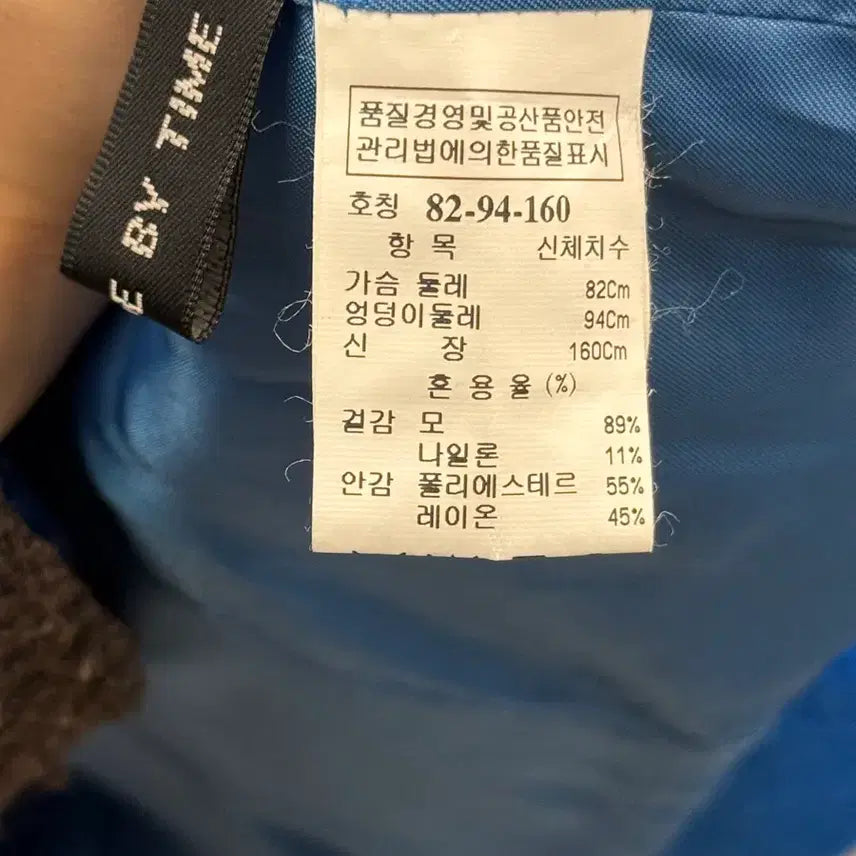 E BY TIME
품질경영및공산품안전
관리법에의한품질표시
호칭 82-94-160
항 목 신체치수
가슴 둘레 82Cm
엉덩이둘레 94Cm
신 장 160Cm
혼 용 율 (%)
겉감 모 89%
나일론 11%
안감 폴리에스테르 55%
레이온 45%